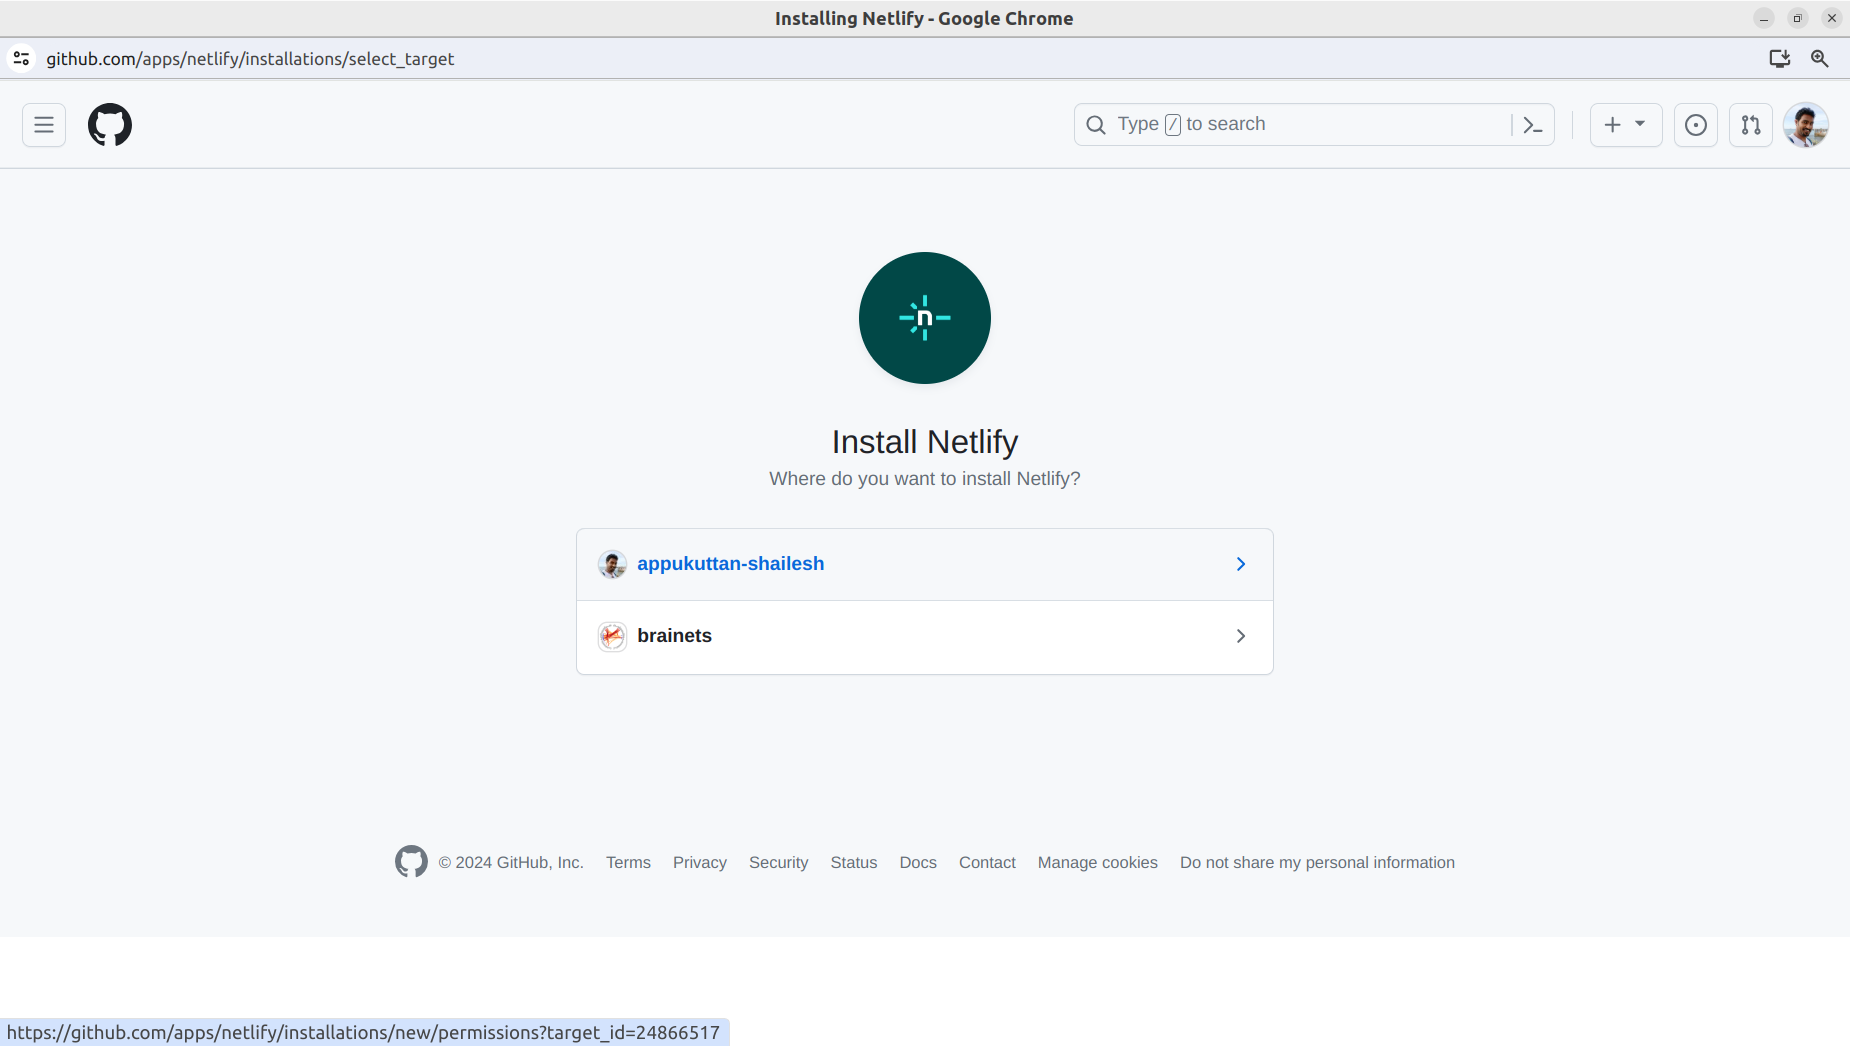 Installing Netlify - Google Chrome
github.com/apps/netlify/installations/select_target
Type / to search
n
Install Netlify
Where do you want to install Netlify?
appukuttan-shailesh
brainets
© 2024 GitHub, Inc. Terms Privacy Security Status Docs Contact Manage cookies Do not share my personal information
https://github.com/apps/netlify/installations/new/permissions?target_id=24866517